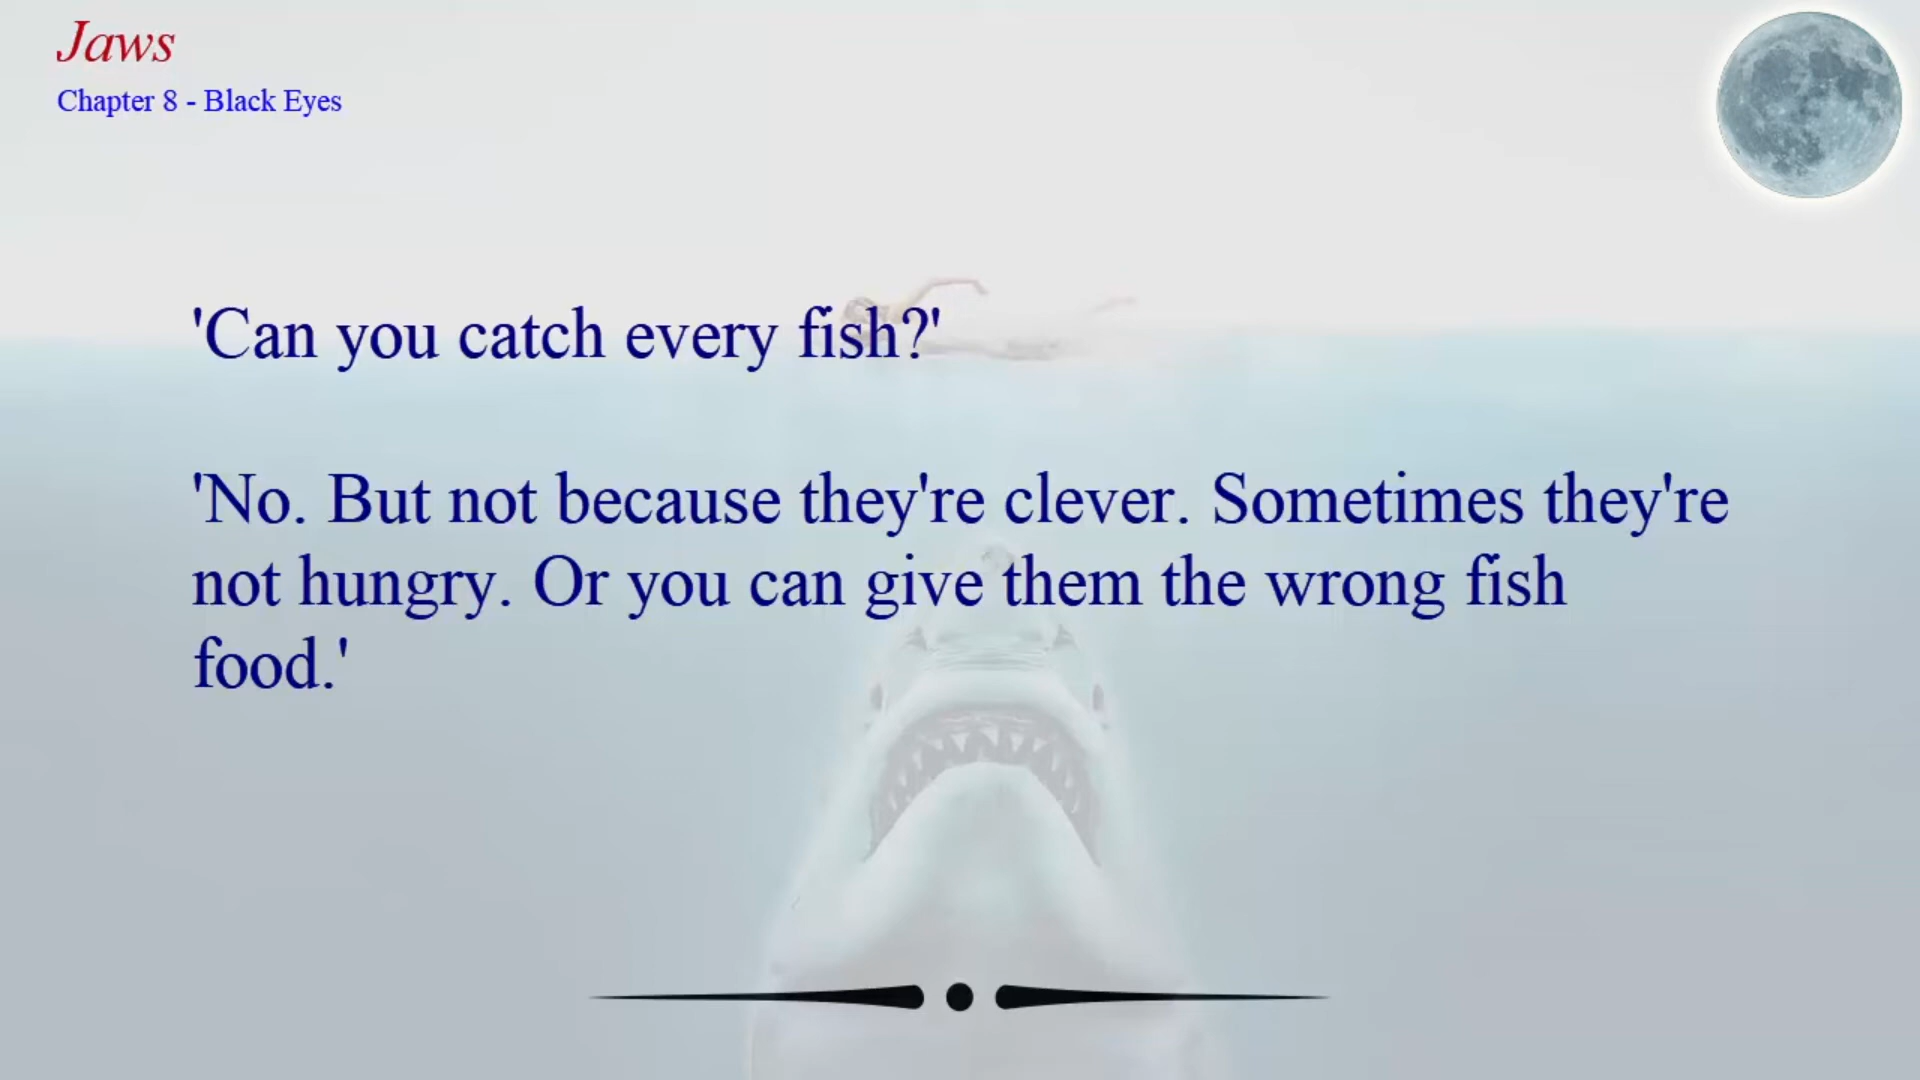 Jaws
Chapter 8 - Black Eyes
'Can you catch every fish?'
'No. But not because they're clever. Sometimes they're
not hungry. Or you can give them the wrong fish
food.'